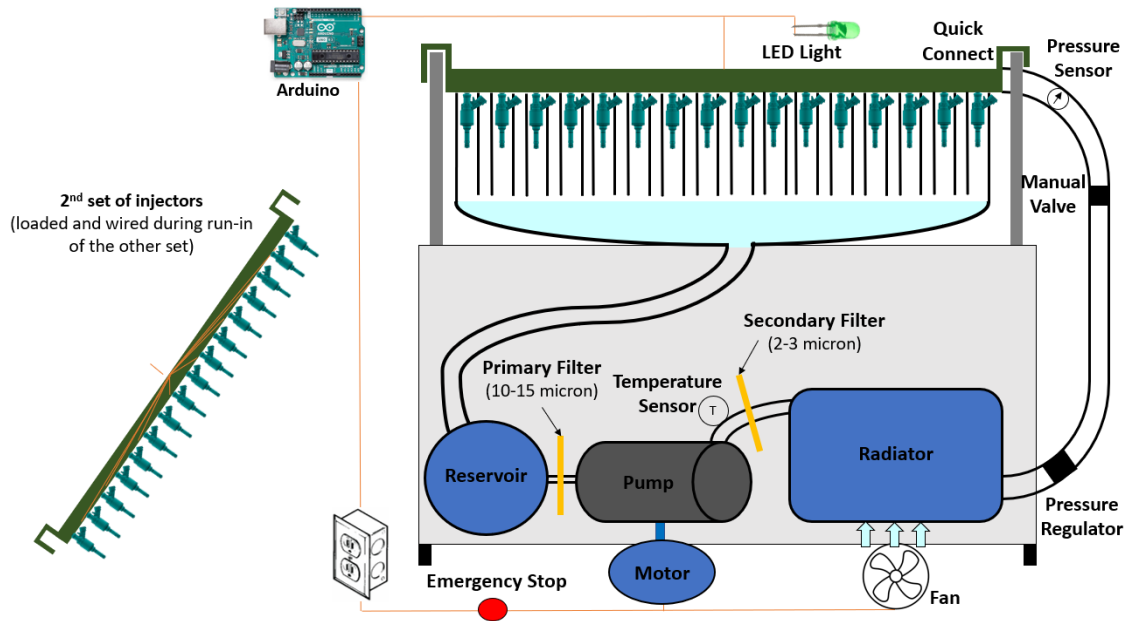 Arduino
LED Light
Quick
Connect
Pressure
Sensor
2nd set of injectors
(loaded and wired during run-in
of the other set)
Manual
Valve
Secondary Filter
(2-3 micron)
Primary Filter
(10-15 micron)
Temperature
Sensor
T
Reservoir
Pump
Radiator
Pressure
Regulator
Motor
Emergency Stop
Fan